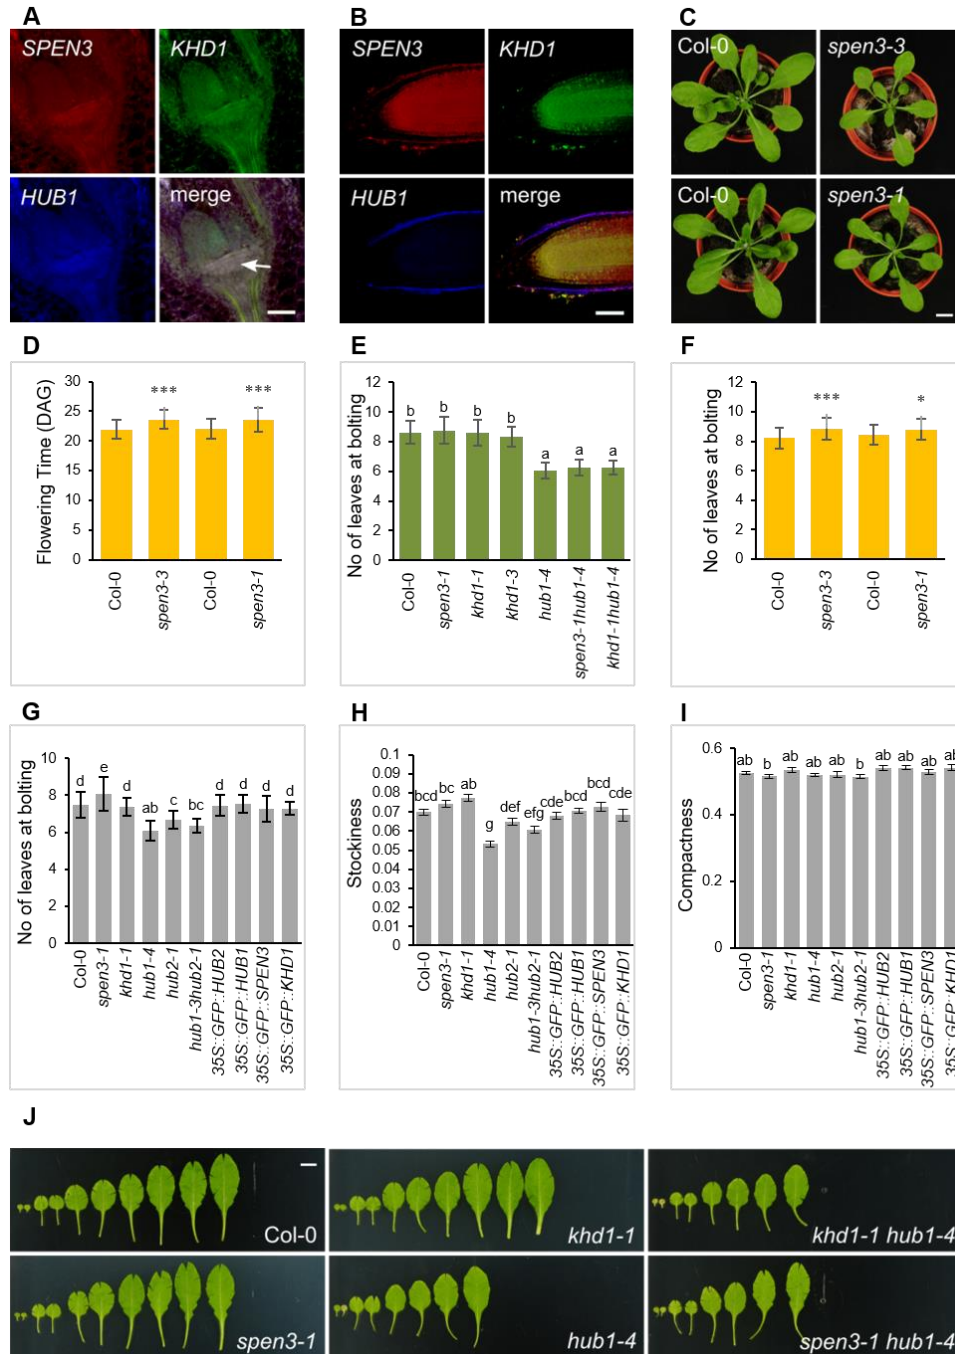 A
SPEN3
KHD1
HUB1
merge
B
SPEN3
KHD1
HUB1
merge
C
Col-0
spen3-3
Col-0
spen3-1
D
Flowering Time (DAG)
30
25
20
15
10
5
0
***
***
Col-0
spen3-3
Col-0
spen3-1
E
No of leaves at bolting
12
10
8
6
4
2
0
b
b
b
b
a
a
a
Col-0
spen3-1
khd1-1
khd1-3
hub1-4
spen3-1hub1-4
khd1-1hub1-4
F
No of leaves at bolting
12
10
8
6
4
2
0
***
*
Col-0
spen3-3
Col-0
spen3-1
G
No of leaves at bolting
10
8
6
4
2
0
d
e
d
ab
c
bc
d
d
d
d
Col-0
spen3-1
khd1-1
hub1-4
hub2-1
hub1-3hub2-1
35S::GFP::HUB2
35S::GFP::HUB1
35S::GFP::SPEN3
35S::GFP::KHD1
H
Stockiness
0.1
0.09
0.08
0.07
0.06
0.05
0.04
0.03
0.02
0.01
0
bcd
bc
ab
g
def
efg
cde
bcd
bcd
cde
Col-0
spen3-1
khd1-1
hub1-4
hub2-1
hub1-3hub2-1
35S::GFP::HUB2
35S::GFP::HUB1
35S::GFP::SPEN3
35S::GFP::KHD1
I
Compactness
0.6
0.4
0.2
0
ab
b
ab
ab
ab
b
ab
ab
ab
ab
Col-0
spen3-1
khd1-1
hub1-4
hub2-1
hub1-3hub2-1
35S::GFP::HUB2
35S::GFP::HUB1
35S::GFP::SPEN3
35S::GFP::KHD1
J
Col-0
khd1-1
khd1-1 hub1-4
spen3-1
hub1-4
spen3-1 hub1-4